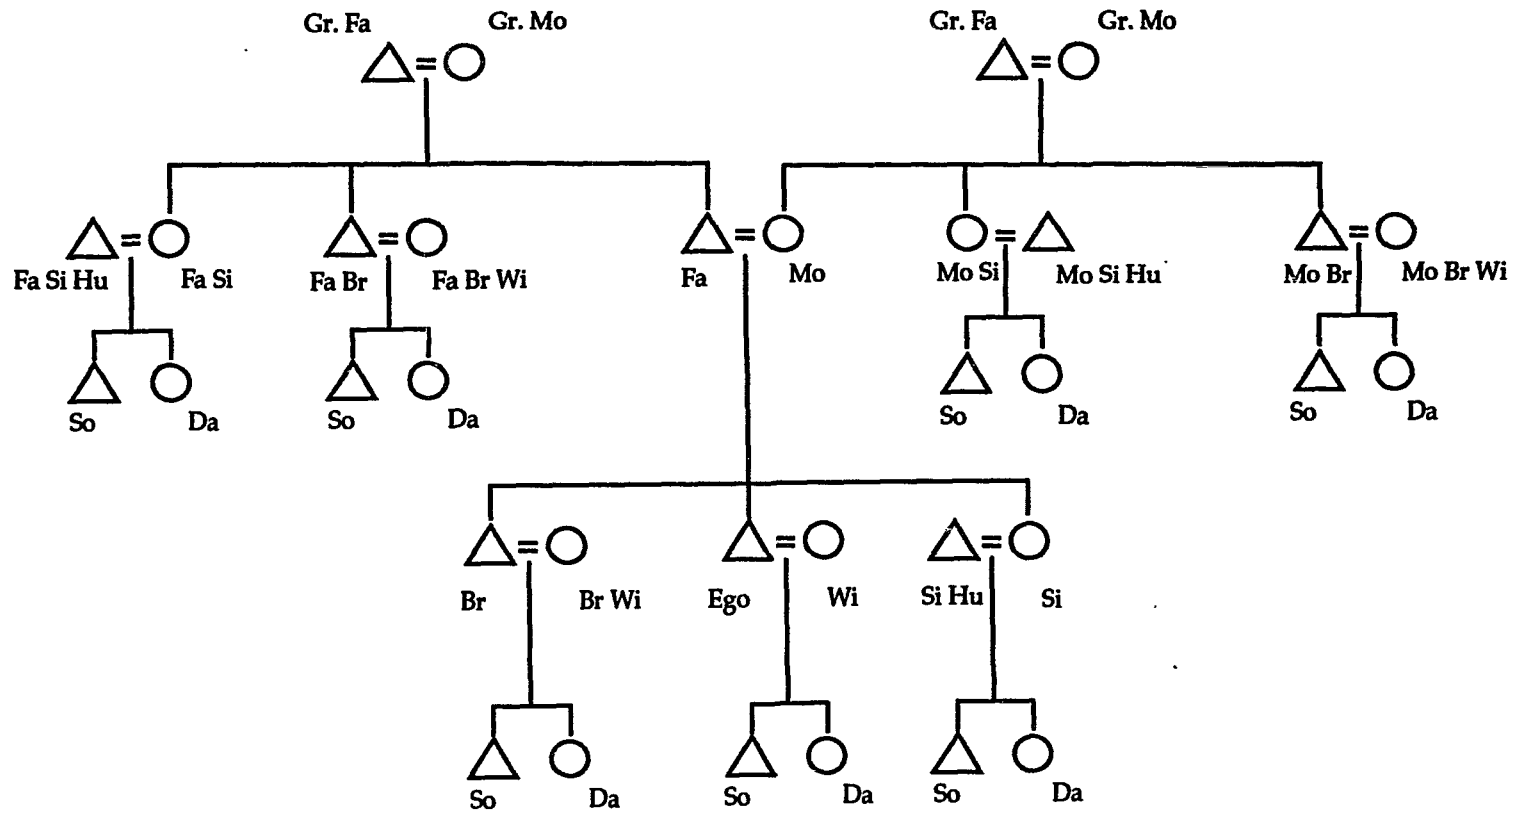 Gr. Fa Gr. Mo Gr. Fa Gr. Mo
Fa Si Hu Fa Si Fa Br Fa Br Wi Fa Mo Mo Si Mo Si Hu Mo Br Mo Br Wi
So Da So Da So Da So Da
Br Br Wi Ego Wi Si Hu Si
So Da So Da So Da